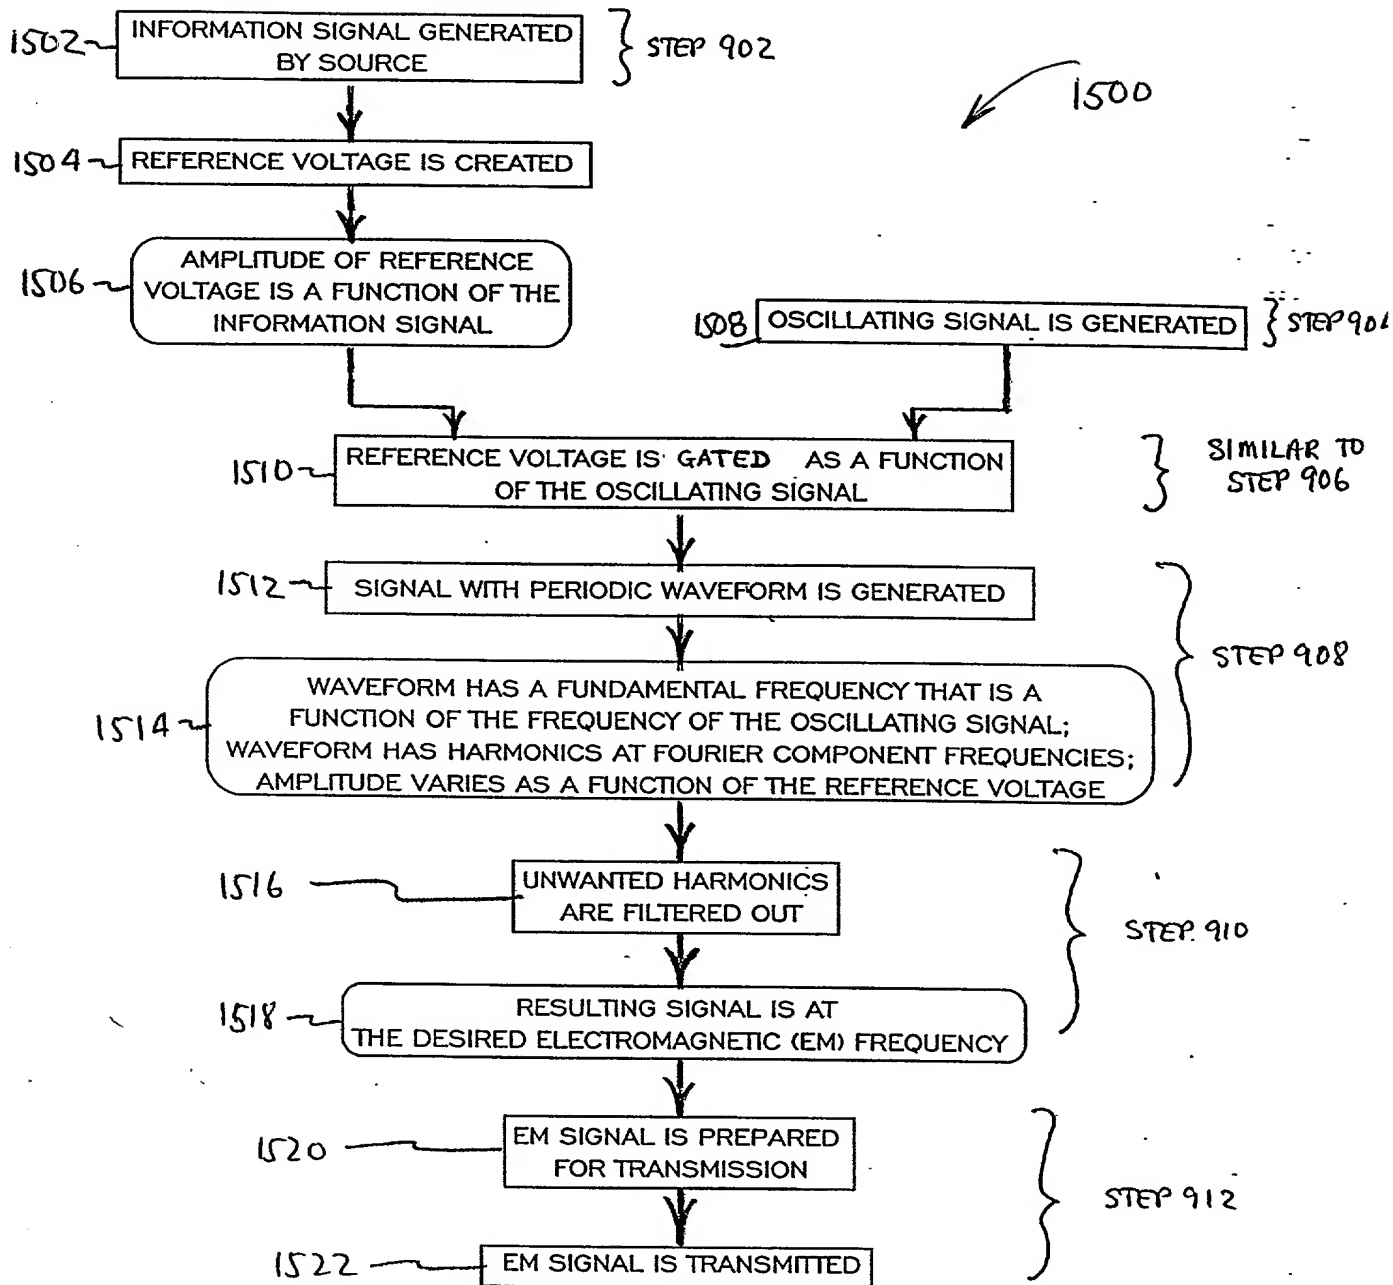 1502
INFORMATION SIGNAL GENERATED
BY SOURCE
STEP 902
1500
1504
REFERENCE VOLTAGE IS CREATED
1506
AMPLITUDE OF REFERENCE
VOLTAGE IS A FUNCTION OF THE
INFORMATION SIGNAL
1508
OSCILLATING SIGNAL IS GENERATED
STEP
1510
REFERENCE VOLTAGE IS GATED AS A FUNCTION
OF THE OSCILLATING SIGNAL
SIMILAR TO
STEP 906
1512
SIGNAL WITH PERIODIC WAVEFORM IS GENERATED
STEP 908
1514
WAVEFORM HAS A FUNDAMENTAL FREQUENCY THAT IS A
FUNCTION OF THE FREQUENCY OF THE OSCILLATING SIGNAL;
WAVEFORM HAS HARMONICS AT FOURIER COMPONENT FREQUENCIES;
AMPLITUDE VARIES AS A FUNCTION OF THE REFERENCE VOLTAGE
1516
UNWANTED HARMONICS
ARE FILTERED OUT
STEP 910
1518
RESULTING SIGNAL IS AT
THE DESIRED ELECTROMAGNETIC (EM) FREQUENCY
1520
EM SIGNAL IS PREPARED
FOR TRANSMISSION
STEP 912
1522
EM SIGNAL IS TRANSMITTED